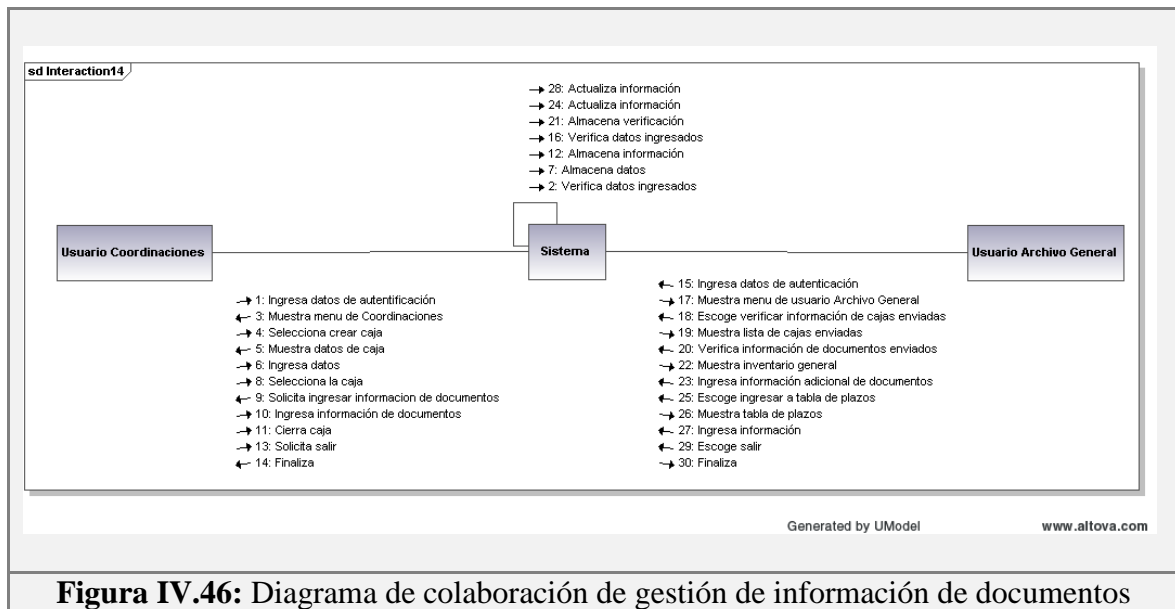 sd Interaction14
28: Actualiza información
24: Actualiza información
21: Almacena verificación
16: Verifica datos ingresados
12: Almacena información
7: Almacena datos
2: Verifica datos ingresados
Usuario Coordinaciones
Sistema
Usuario Archivo General
1: Ingresa datos de autentificación
3: Muestra menu de Coordinaciones
4: Selecciona crear caja
5: Muestra datos de caja
6: Ingresa datos
8: Selecciona la caja
9: Solicita ingresar informacion de documentos
10: Ingresa información de documentos
11: Cierra caja
13: Solicita salir
14: Finaliza
15: Ingresa datos de autenticación
17: Muestra menu de usuario Archivo General
18: Escoge verificar información de cajas enviadas
19: Muestra lista de cajas enviadas
20: Verifica información de documentos enviados
22: Muestra inventario general
23: Ingresa información adicional de documentos
25: Escoge ingresar a tabla de plazos
26: Muestra tabla de plazos
27: Ingresa información
29: Escoge salir
30: Finaliza
Generated by UModel www.altova.com
Figura IV.46: Diagrama de colaboración de gestión de información de documentos